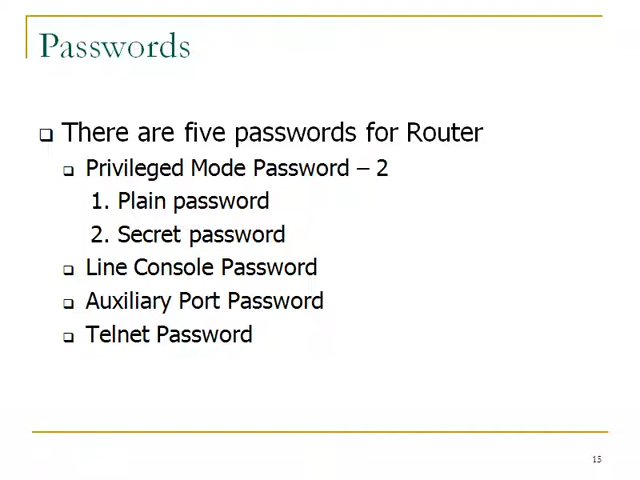 Passwords
There are five passwords for Router
Privileged Mode Password – 2
1. Plain password
2. Secret password
Line Console Password
Auxiliary Port Password
Telnet Password
15